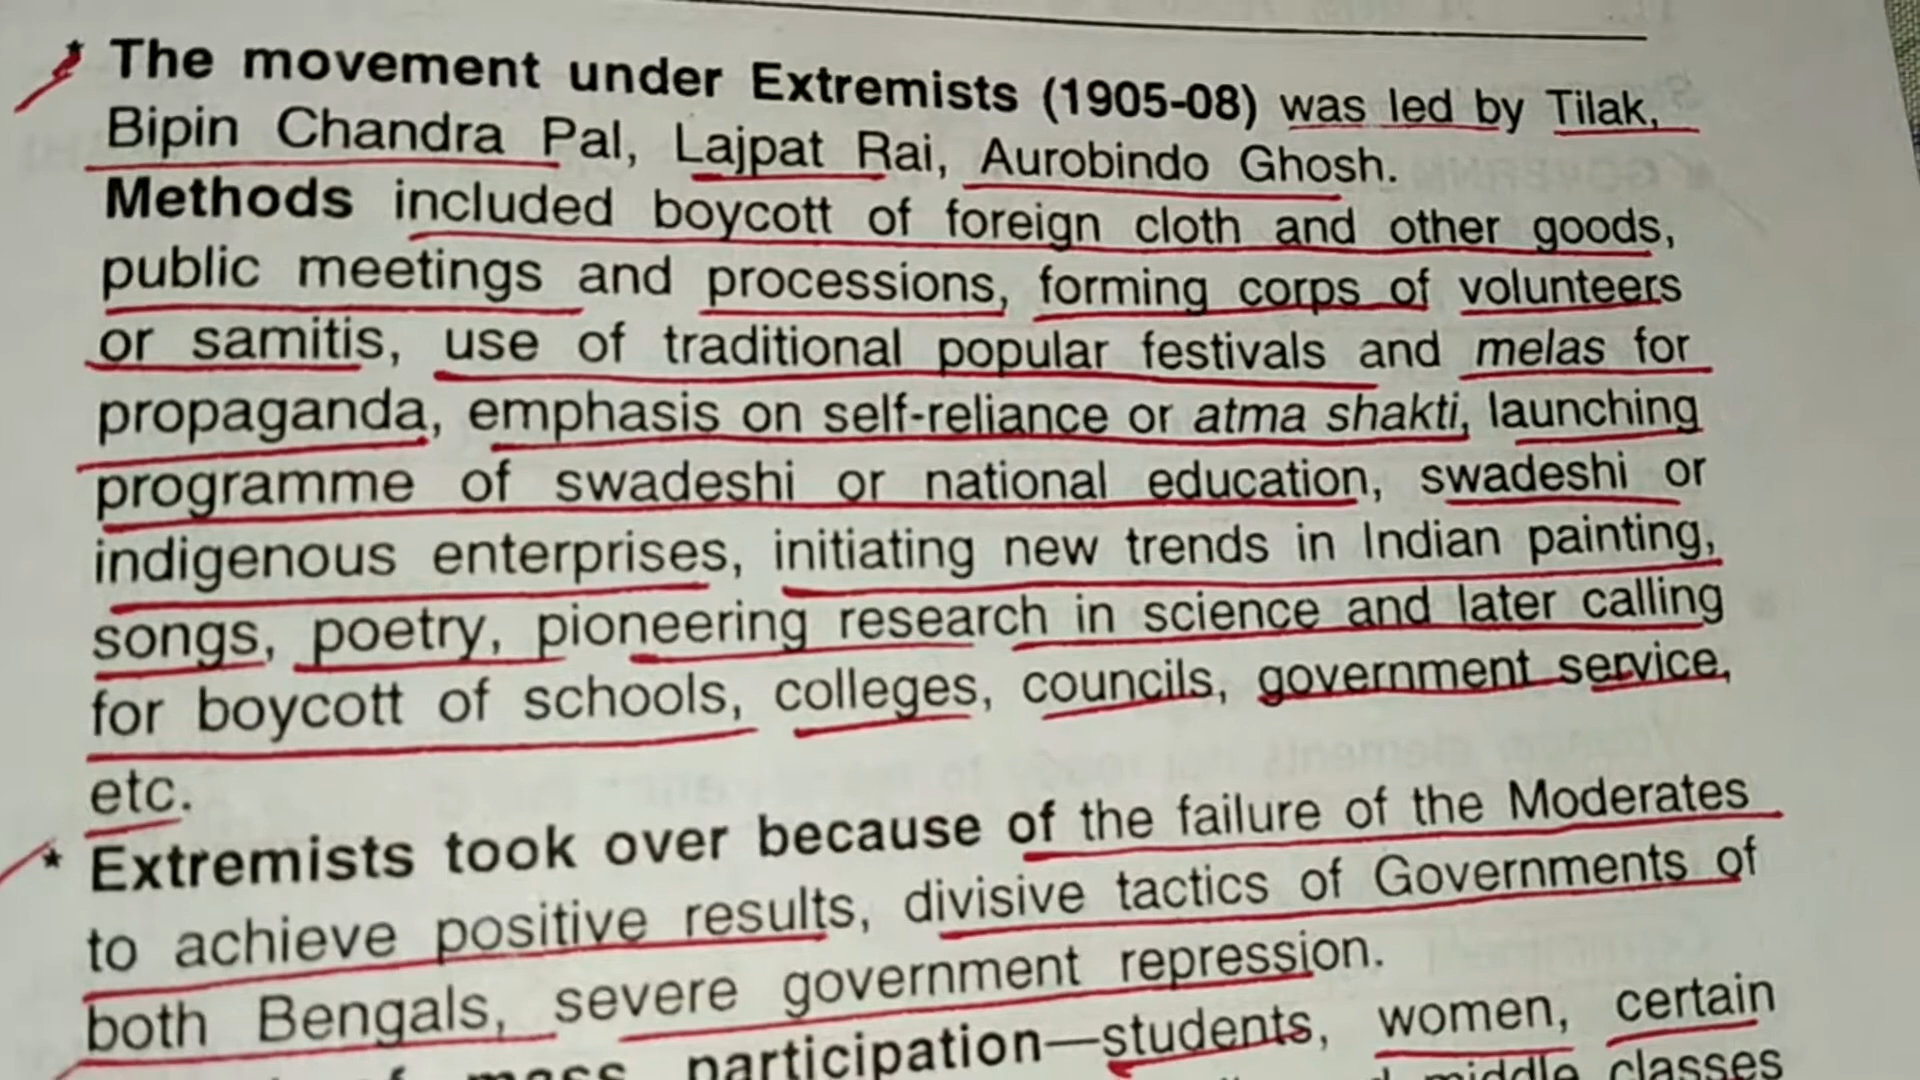 * The movement under Extremists (1905-08) was led by Tilak,
Bipin Chandra Pal, Lajpat Rai, Aurobindo Ghosh.
Methods included boycott of foreign cloth and other goods,
public meetings and processions, forming corps of volunteers
or samitis, use of traditional popular festivals and melas for
propaganda, emphasis on self-reliance or atma shakti, launching
programme of swadeshi or national education, swadeshi or
indigenous enterprises, initiating new trends in Indian painting,
songs, poetry, pioneering research in science and later calling
for boycott of schools, colleges, councils, government service,
etc.
* Extremists took over because of the failure of the Moderates
to achieve positive results, divisive tactics of Governments of
both Bengals, severe government repression.
mass participation—students, women, certain
middle classes